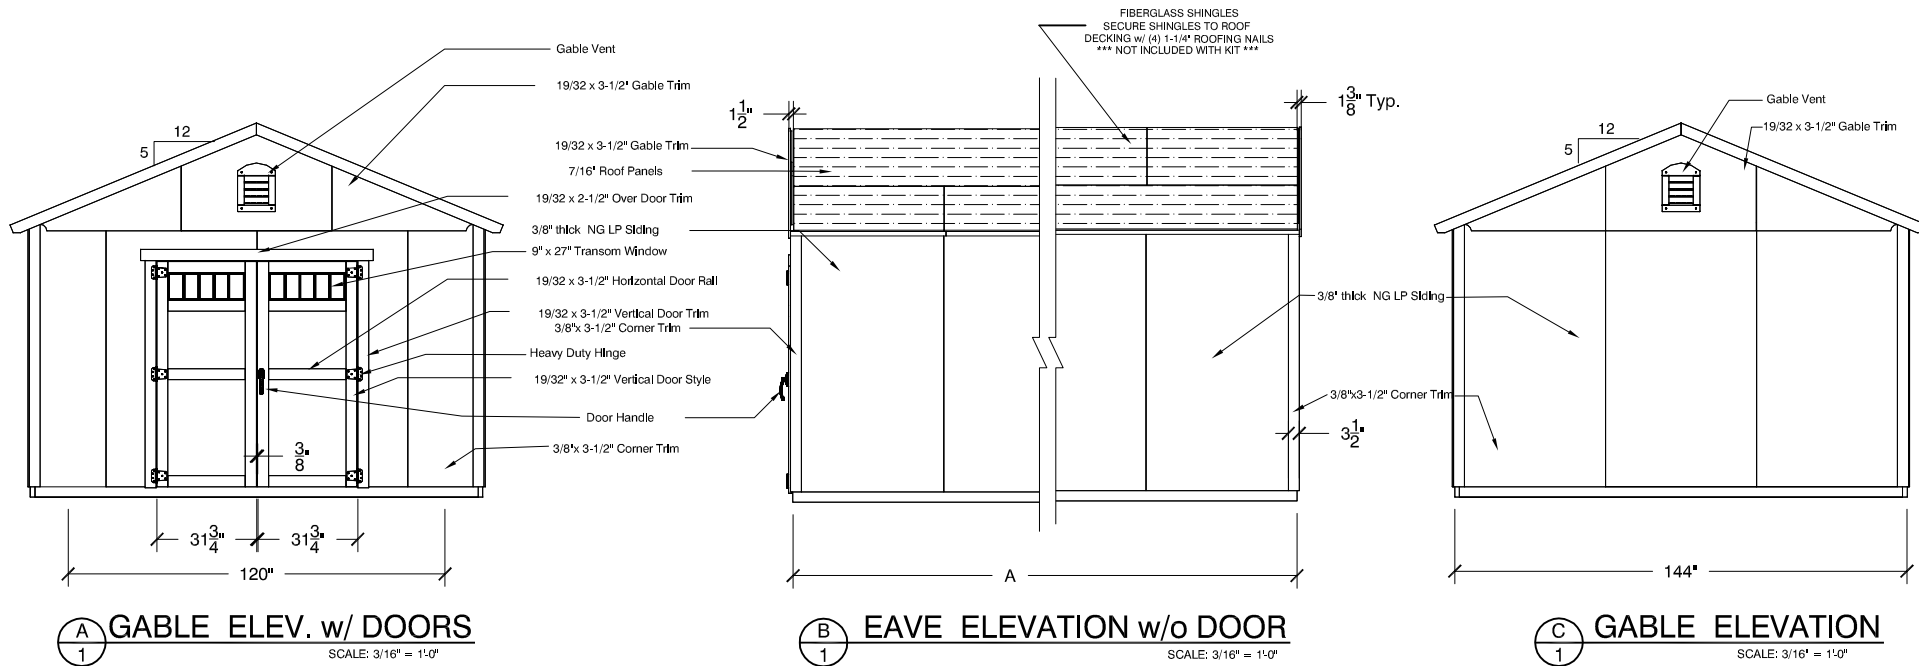 FIBERGLASS SHINGLES
SECURE SHINGLES TO ROOF
DECKING w/ (4) 1-1/4" ROOFING NAILS
*** NOT INCLUDED WITH KIT ***
Gable Vent
19/32 x 3-1/2" Gable Trim
12
5
19/32 x 3-1/2" Gable Trim
7/16" Roof Panels
19/32 x 2-1/2" Over Door Trim
3/8" thick NG LP Siding
9" x 27" Transom Window
19/32 x 3-1/2" Horizontal Door Rail
19/32 x 3-1/2" Vertical Door Trim
3/8"x 3-1/2" Corner Trim
Heavy Duty Hinge
19/32" x 3-1/2" Vertical Door Style
Door Handle
3/8"x 3-1/2" Corner Trim
3/8"
31 3/4"
31 3/4"
120"
A
1
GABLE ELEV. w/ DOORS
SCALE: 3/16" = 1'-0"
1 1/2"
1 3/8" Typ.
3/8" thick NG LP Siding
3/8"x3-1/2" Corner Trim
3 1/2"
A
B
1
EAVE ELEVATION w/o DOOR
SCALE: 3/16" = 1'-0"
Gable Vent
19/32 x 3-1/2" Gable Trim
12
5
144"
C
1
GABLE ELEVATION
SCALE: 3/16" = 1'-0"